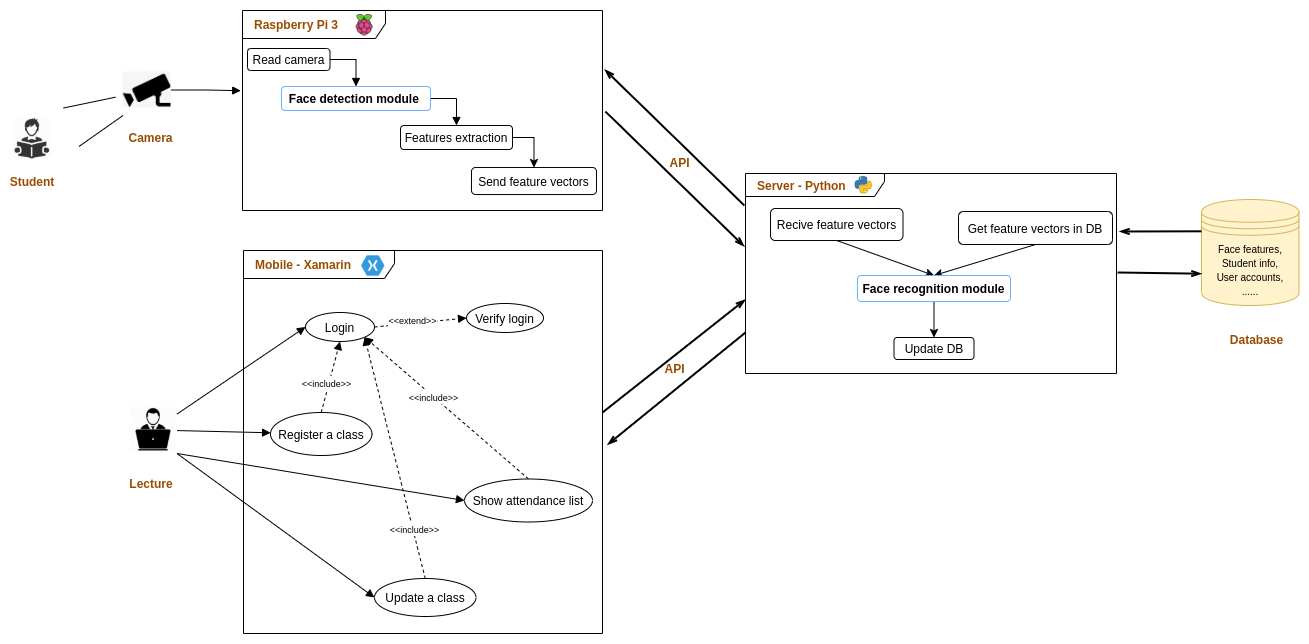 Raspberry Pi 3
Read camera
Face detection module
Features extraction
Send feature vectors
Camera
Student
API
Server - Python
Recive feature vectors
Get feature vectors in DB
Face recognition module
Update DB
Face features,
Student info,
User accounts,
......
Database
Mobile - Xamarin
Login
<<extend>>
Verify login
<<include>>
<<include>>
Register a class
Show attendance list
<<include>>
Update a class
Lecture
API